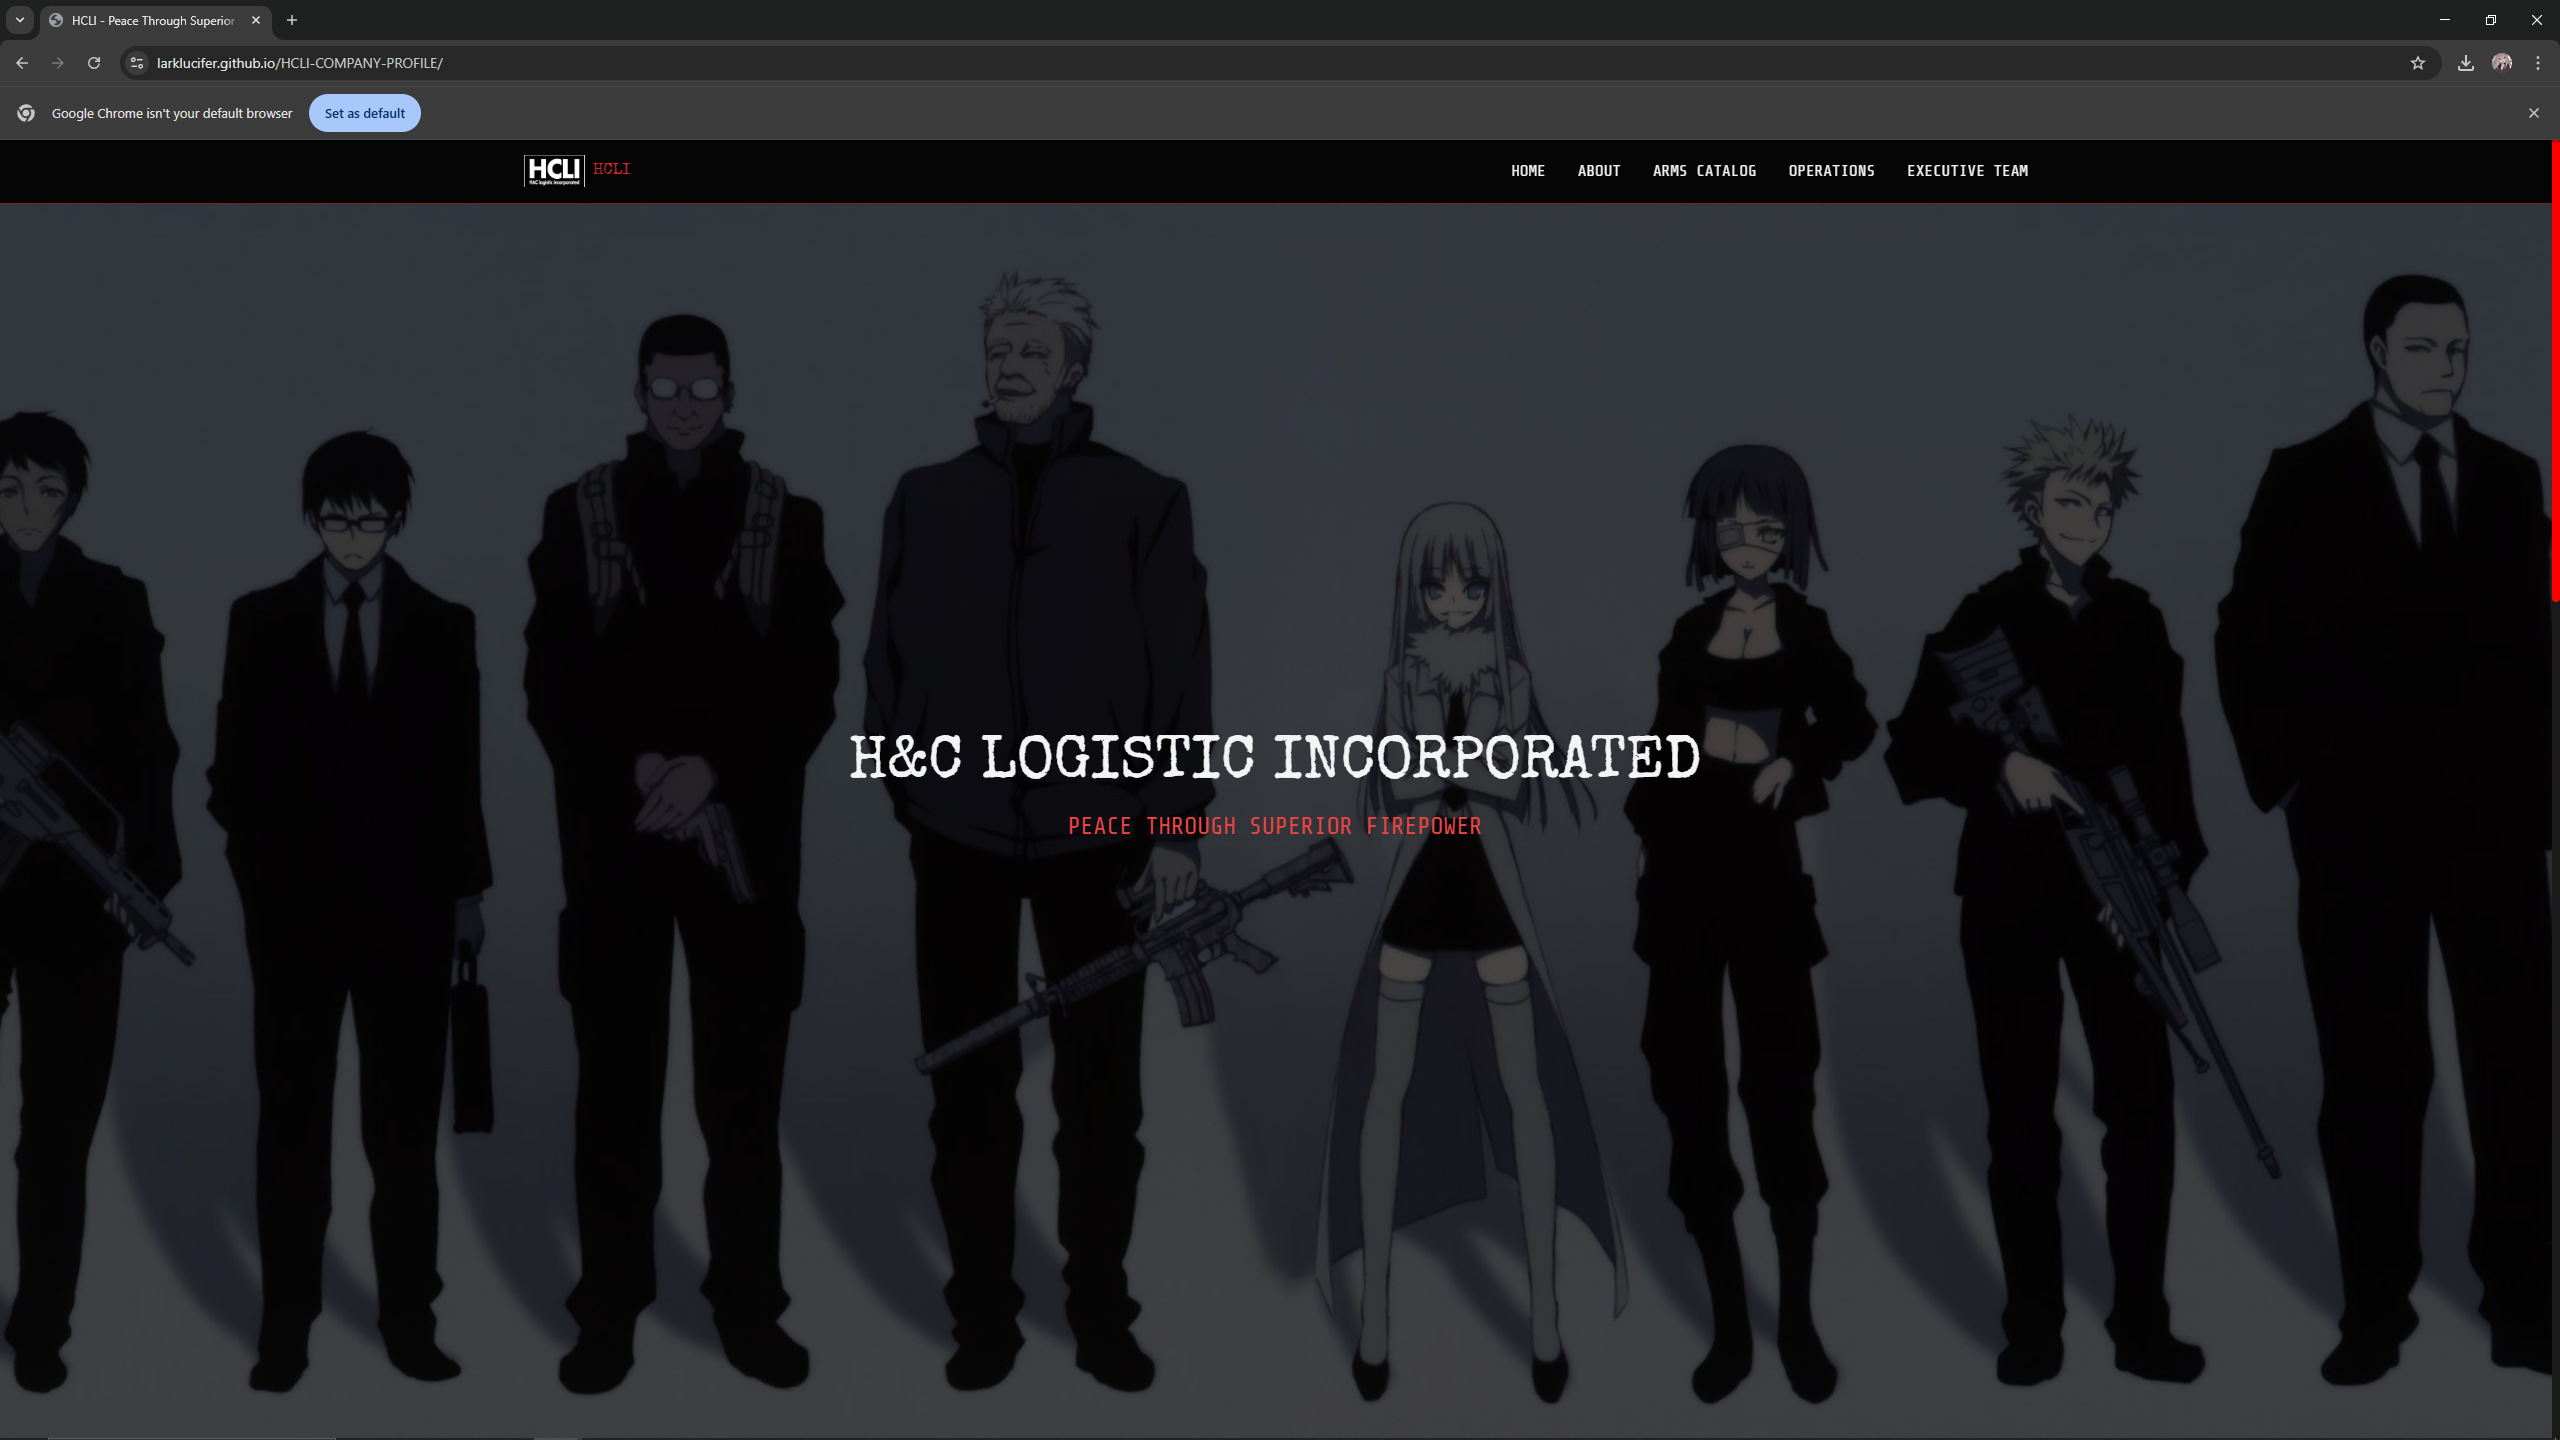 HCLI - Peace Through Superior
larklucifer.github.io/HCLI-COMPANY-PROFILE/
Google Chrome isn't your default browser
Set as default
HCLI
H&C logistic incorporated
HCLI
HOME
ABOUT
ARMS CATALOG
OPERATIONS
EXECUTIVE TEAM
H&C LOGISTIC INCORPORATED
PEACE THROUGH SUPERIOR FIREPOWER